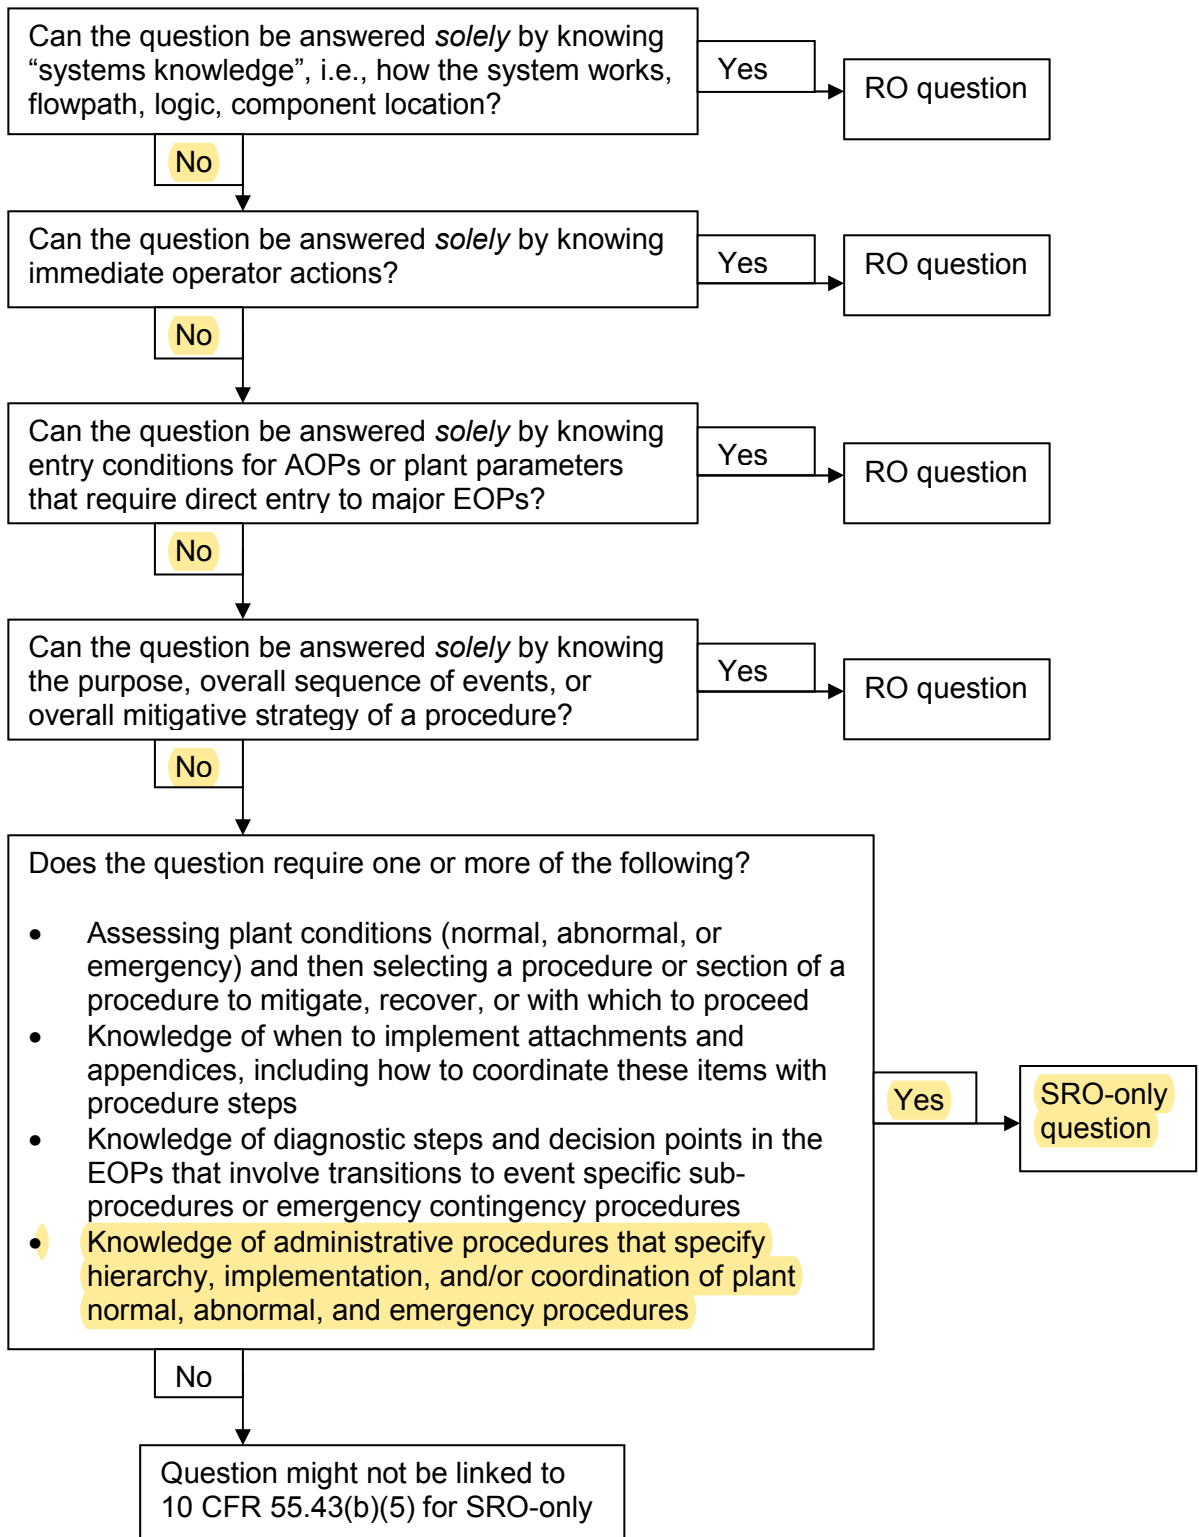 Can the question be answered solely by knowing
“systems knowledge”, i.e., how the system works,
flowpath, logic, component location?
Yes
RO question
No
Can the question be answered solely by knowing
immediate operator actions?
Yes
RO question
No
Can the question be answered solely by knowing
entry conditions for AOPs or plant parameters
that require direct entry to major EOPs?
Yes
RO question
No
Can the question be answered solely by knowing
the purpose, overall sequence of events, or
overall mitigative strategy of a procedure?
Yes
RO question
No
Does the question require one or more of the following?
• Assessing plant conditions (normal, abnormal, or
emergency) and then selecting a procedure or section of a
procedure to mitigate, recover, or with which to proceed
• Knowledge of when to implement attachments and
appendices, including how to coordinate these items with
procedure steps
• Knowledge of diagnostic steps and decision points in the
EOPs that involve transitions to event specific sub-
procedures or emergency contingency procedures
• Knowledge of administrative procedures that specify
hierarchy, implementation, and/or coordination of plant
normal, abnormal, and emergency procedures
Yes
SRO-only
question
No
Question might not be linked to
10 CFR 55.43(b)(5) for SRO-only